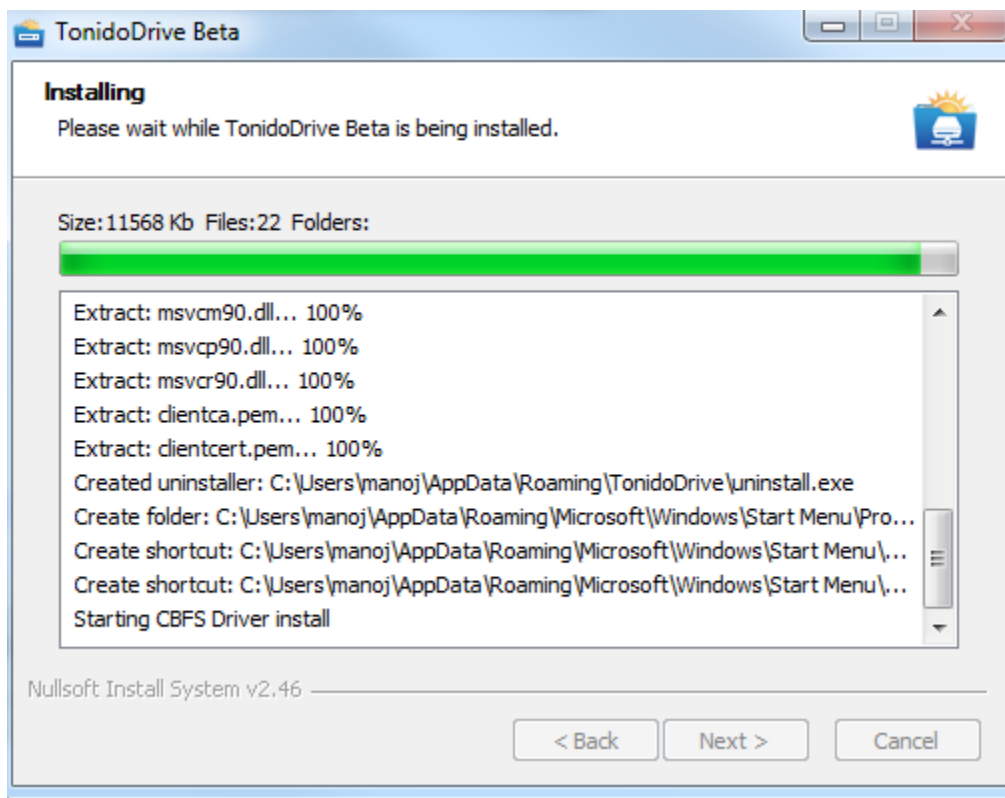 TonidoDrive Beta
Installing
Please wait while TonidoDrive Beta is being installed.
Size:11568 Kb Files:22 Folders:
Extract: msvcm90.dll... 100%
Extract: msvcp90.dll... 100%
Extract: msvcr90.dll... 100%
Extract: clientca.pem... 100%
Extract: clientcert.pem... 100%
Created uninstaller: C:\Users\manoj\AppData\Roaming\TonidoDrive\uninstall.exe
Create folder: C:\Users\manoj\AppData\Roaming\Microsoft\Windows\Start Menu\Pro...
Create shortcut: C:\Users\manoj\AppData\Roaming\Microsoft\Windows\Start Menu\...
Create shortcut: C:\Users\manoj\AppData\Roaming\Microsoft\Windows\Start Menu\...
Starting CBFS Driver install
Nullsoft Install System v2.46
< Back Next > Cancel